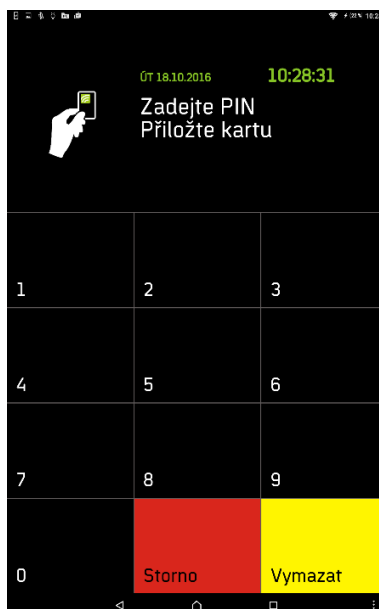 ÚT 18.10.2016 10:28:31
Zadejte PIN
Přiložte kartu
1 2 3
4 5 6
7 8 9
0 Storno Vymazat